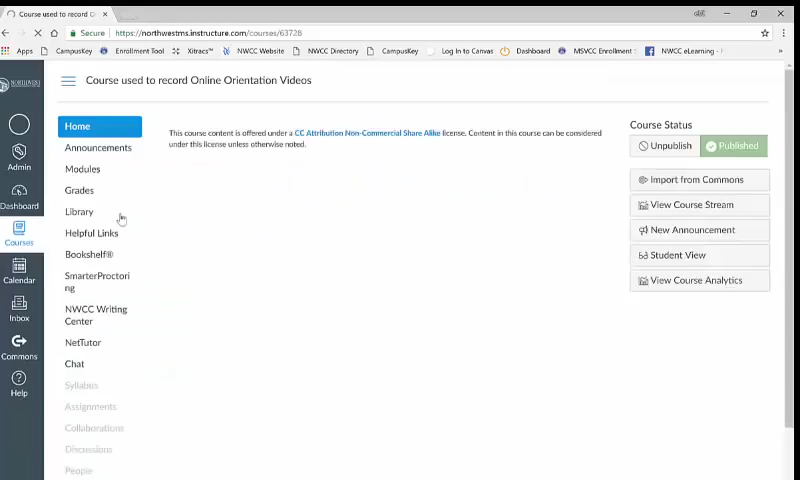 Course used to record O
Secure
https://northwestms.instructure.com/courses/63728
Apps CampusKey Enrollment Tool Xitracs™ NWCC Website NWCC Directory CampusKey Log In to Canvas Dashboard MSVCC Enrollment NWCC eLearning -
NORTHWEST
Course used to record Online Orientation Videos
Admin
Dashboard
Courses
Calendar
Inbox
Commons
Help
Home
Announcements
Modules
Grades
Library
Helpful Links
Bookshelf®
SmarterProctori
ng
NWCC Writing
Center
NetTutor
Chat
Syllabus
Assignments
Collaborations
Discussions
People
This course content is offered under a CC Attribution Non-Commercial Share Alike license. Content in this course can be considered
under this license unless otherwise noted.
Course Status
Unpublish Published
Import from Commons
View Course Stream
New Announcement
Student View
View Course Analytics